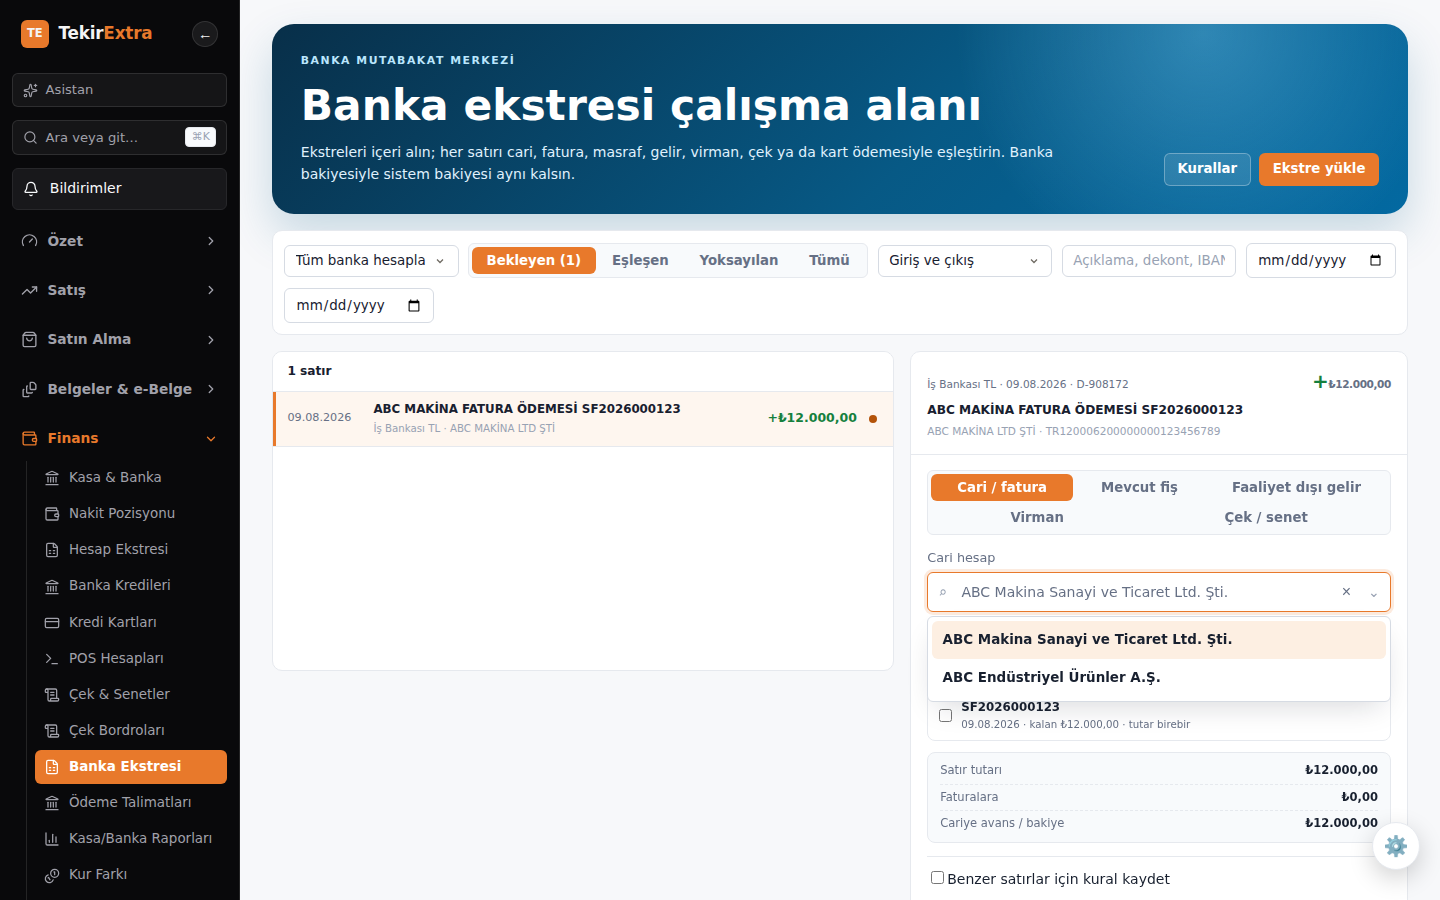 TE TekirExtra ←
Asistan
Ara veya git... ⌘K
Bildirimler
Özet
Satış
Satın Alma
Belgeler & e-Belge
Finans
Kasa & Banka
Nakit Pozisyonu
Hesap Ekstresi
Banka Kredileri
Kredi Kartları
POS Hesapları
Çek & Senetler
Çek Bordroları
Banka Ekstresi
Ödeme Talimatları
Kasa/Banka Raporları
Kur Farkı
BANKA MUTABAKAT MERKEZİ
Banka ekstresi çalışma alanı
Ekstreleri içeri alın; her satırı cari, fatura, masraf, gelir, virman, çek ya da kart ödemesiyle eşleştirin. Banka
bakiyesiyle sistem bakiyesi aynı kalsın.
Kurallar Ekstre yükle
Tüm banka hesapla Bekleyen (1) Eşleşen Yoksayılan Tümü Giriş ve çıkış Açıklama, dekont, IBAN mm/dd/yyyy
mm/dd/yyyy
1 satır
09.08.2026 ABC MAKİNA FATURA ÖDEMESİ SF2026000123 +₺12.000,00
İş Bankası TL · ABC MAKİNA LTD ŞTİ
İş Bankası TL · 09.08.2026 · D-908172 +₺12.000,00
ABC MAKİNA FATURA ÖDEMESİ SF2026000123
ABC MAKİNA LTD ŞTİ · TR120006200000000123456789
Cari / fatura Mevcut fiş Faaliyet dışı gelir
Virman Çek / senet
Cari hesap
ABC Makina Sanayi ve Ticaret Ltd. Şti. ×
ABC Makina Sanayi ve Ticaret Ltd. Şti.
ABC Endüstriyel Ürünler A.Ş.
SF2026000123
09.08.2026 · kalan ₺12.000,00 · tutar birebir
Satır tutarı ₺12.000,00
Faturalara ₺0,00
Cariye avans / bakiye ₺12.000,00
Benzer satırlar için kural kaydet